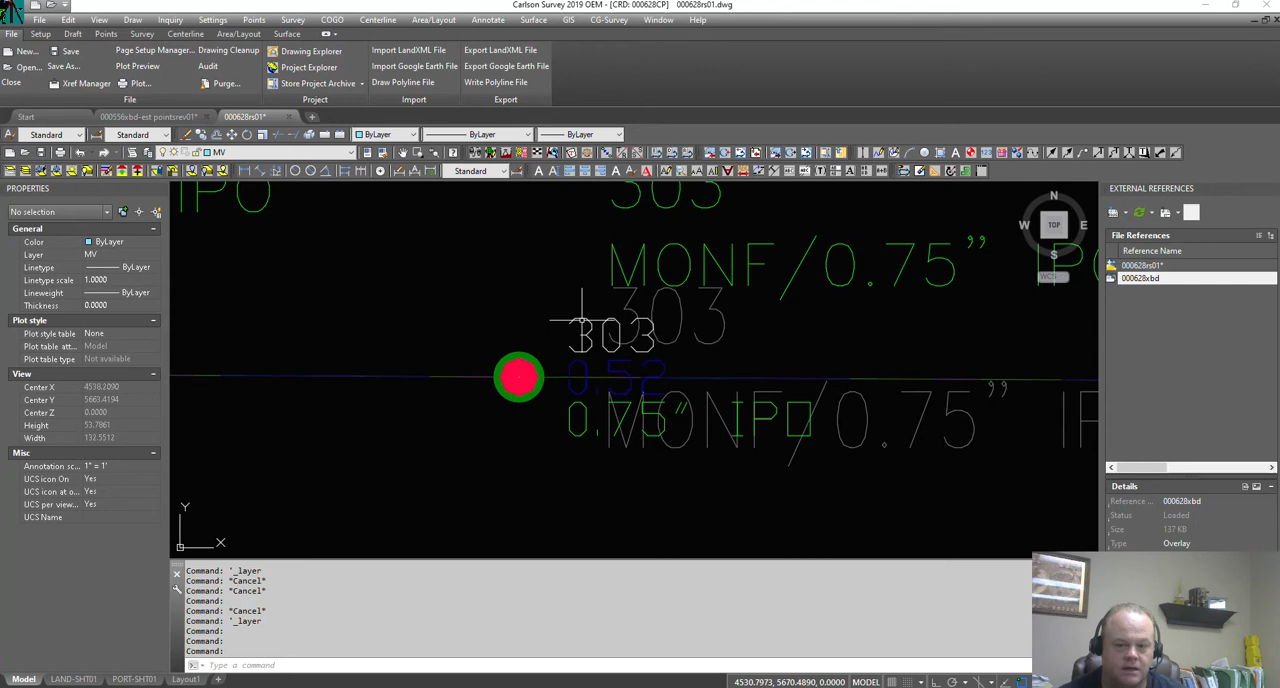 Carlson Survey 2019 OEM - [CRD: 000628CP] 000628rs01.dwg
File Edit View Draw Inquiry Settings Points Survey COGO Centerline Area/Layout Annotate Surface GIS CG-Survey Window Help
File Setup Draft Points Survey Centerline Area/Layout Surface
New... Save Page Setup Manager... Drawing Cleanup Drawing Explorer Import LandXML File Export LandXML File
Open... Save As... Plot Preview Audit Project Explorer Import Google Earth File Export Google Earth File
Close Xref Manager Plot... Purge... Store Project Archive Draw Polyline File Write Polyline File
File Project Import Export
Start 000556xbd-est pointsrev01* 000628rs01*
Standard Standard ByLayer ByLayer ByLayer
MV
Standard
PROPERTIES
No selection
General
Color ByLayer
Layer MV
Linetype ByLayer
Linetype scale 1.0000
Lineweight ByLayer
Thickness 0.0000
Plot style
Plot style table None
Plot table atta... Model
Plot table type Not available
View
Center X 4538.2090
Center Y 5663.4194
Center Z 0.0000
Height 53.7861
Width 132.5512
Misc
Annotation sc... 1" = 1'
UCS icon On Yes
UCS icon at o... Yes
UCS per view... Yes
UCS Name
IPO
303
MONF/0.75" IPO
303
303
0.52
0.75" IPO
MONF/0.75" IP
Y
X
N
W TOP E
S
WCS
EXTERNAL REFERENCES
File References
Reference Name
000628rs01*
000628xbd
Details
Reference... 000628xbd
Status Loaded
Size 137 KB
Type Overlay
Command: '_layer
Command: *Cancel*
Command: *Cancel*
Command:
Command: *Cancel*
Command: '_layer
Command:
Command:
Command:
Type a command
Model LAND-SHT01 PORT-SHT01 Layout1 +
4530.7973, 5670.4890, 0.0000 MODEL